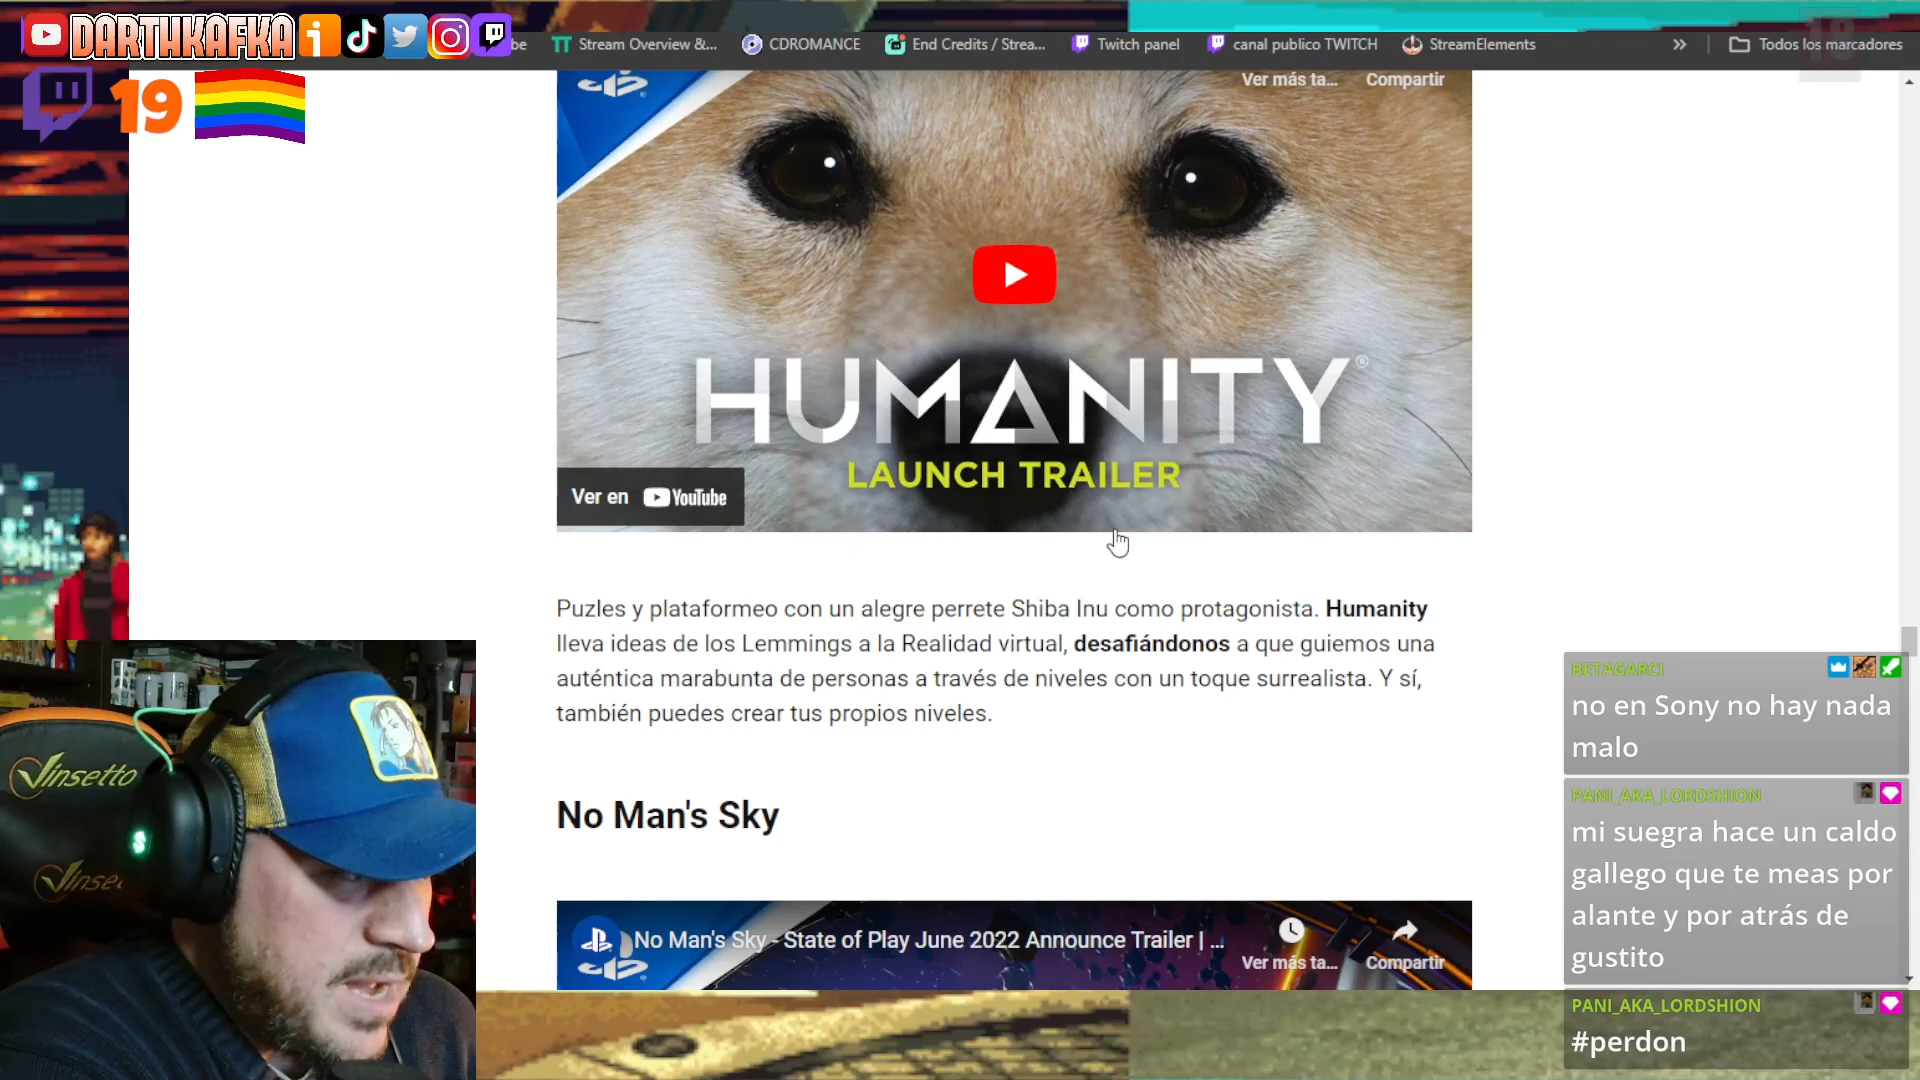 DARTHKAFKA
be
Stream Overview &...
CDROMANCE
End Credits / Strea...
Twitch panel
canal publico TWITCH
StreamElements
»
Todos los marcadores
19
Ver más ta...
Compartir
HUMANITY®
LAUNCH TRAILER
Ver en YouTube
Puzles y plataformeo con un alegre perrete Shiba Inu como protagonista. Humanity
lleva ideas de los Lemmings a la Realidad virtual, desafiándonos a que guiemos una
auténtica marabunta de personas a través de niveles con un toque surrealista. Y sí,
también puedes crear tus propios niveles.
No Man's Sky
No Man's Sky - State of Play June 2022 Announce Trailer | ...
Ver más ta...
Compartir
Vinsetto
BETAGARCI
no en Sony no hay nada
malo
PANI_AKA_LORDSHION
mi suegra hace un caldo
gallego que te meas por
alante y por atrás de
gustito
PANI_AKA_LORDSHION
#perdon